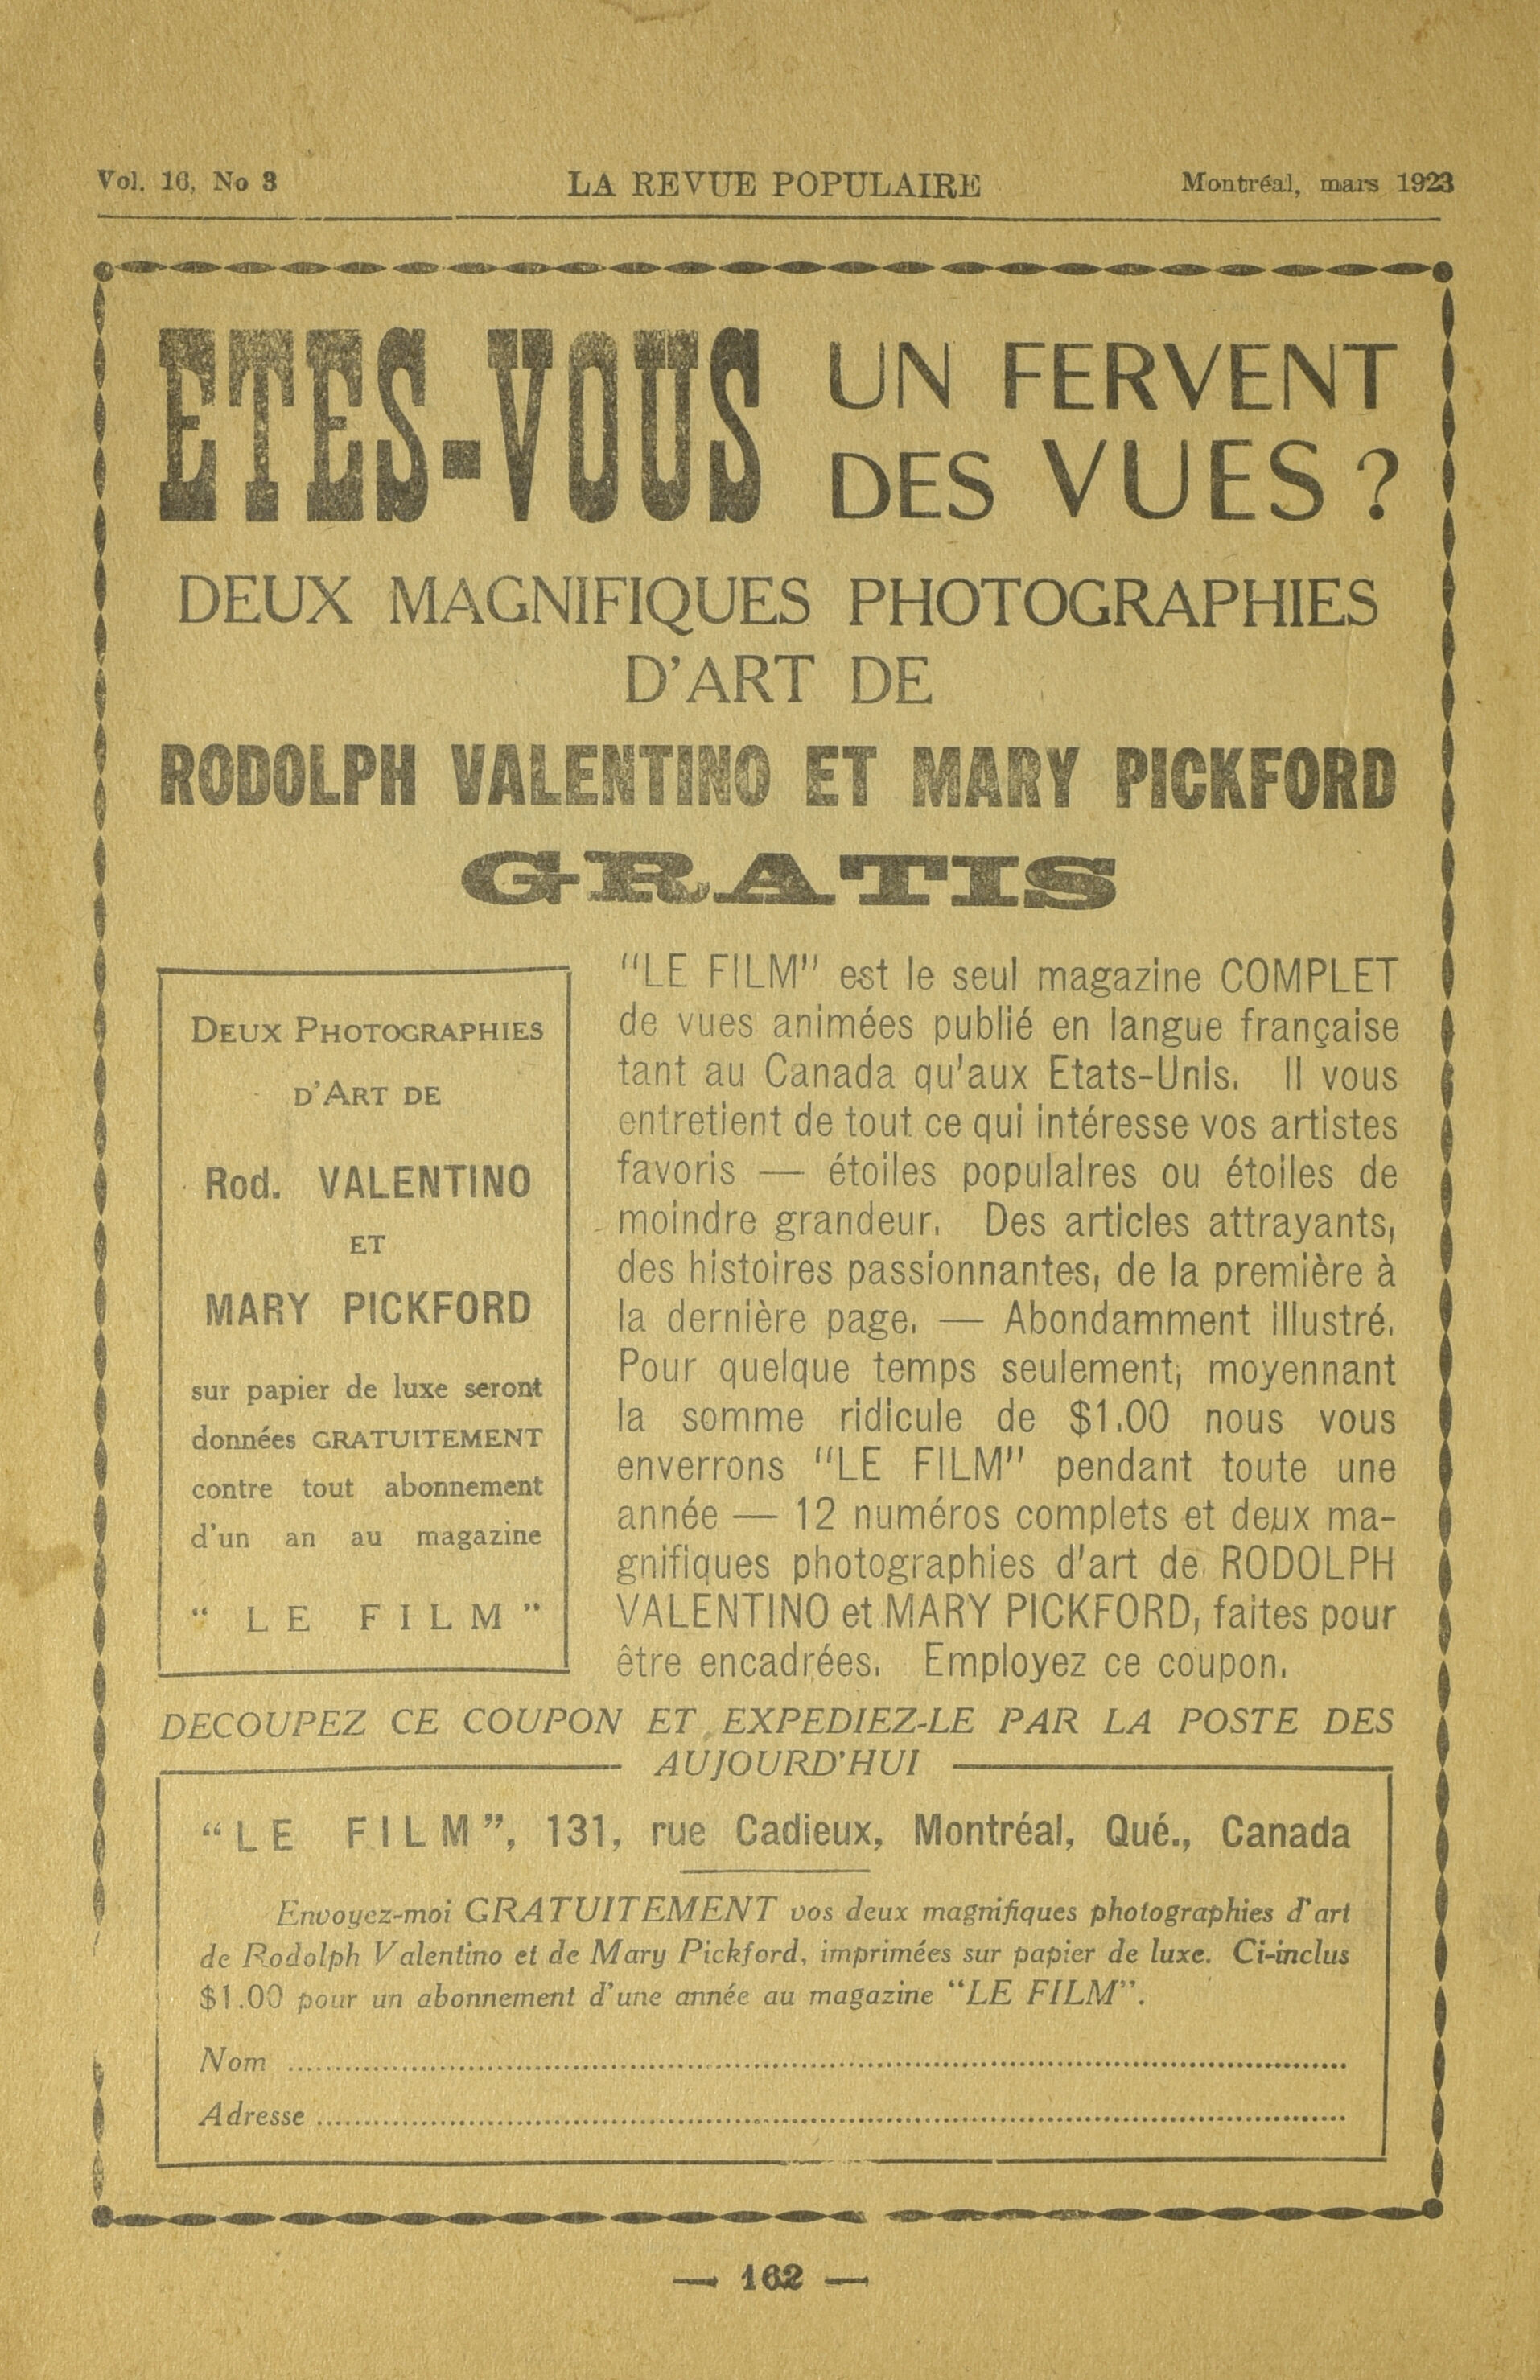 Vol. 16, No 3 LA REVUE POPULAIRE Montréal, mars 1923
ETES-VOUS UN FERVENT
DES VUES ?
DEUX MAGNIFIQUES PHOTOGRAPHIES
D'ART DE
RODOLPH VALENTINO ET MARY PICKFORD
GRATIS
DEUX PHOTOGRAPHIES
D'ART DE
Rod. VALENTINO
ET
MARY PICKFORD
sur papier de luxe seront
données GRATUITEMENT
contre tout abonnement
d'un an au magazine
" LE FILM "
"LE FILM" est le seul magazine COMPLET
de vues animées publié en langue française
tant au Canada qu'aux Etats-Unis. Il vous
entretient de tout ce qui intéresse vos artistes
favoris — étoiles populaires ou étoiles de
moindre grandeur. Des articles attrayants,
des histoires passionnantes, de la première à
la dernière page. — Abondamment illustré.
Pour quelque temps seulement, moyennant
la somme ridicule de $1.00 nous vous
enverrons "LE FILM" pendant toute une
année — 12 numéros complets et deux ma-
gnifiques photographies d'art de RODOLPH
VALENTINO et MARY PICKFORD, faites pour
être encadrées. Employez ce coupon.
DECOUPEZ CE COUPON ET EXPEDIEZ-LE PAR LA POSTE DES
AUJOURD'HUI
"LE FILM", 131, rue Cadieux, Montréal, Qué., Canada
Envoyez-moi GRATUITEMENT vos deux magnifiques photographies d'art
de Rodolph Valentino et de Mary Pickford, imprimées sur papier de luxe. Ci-inclus
$1.00 pour un abonnement d'une année au magazine "LE FILM".
Nom
Adresse
— 162 —